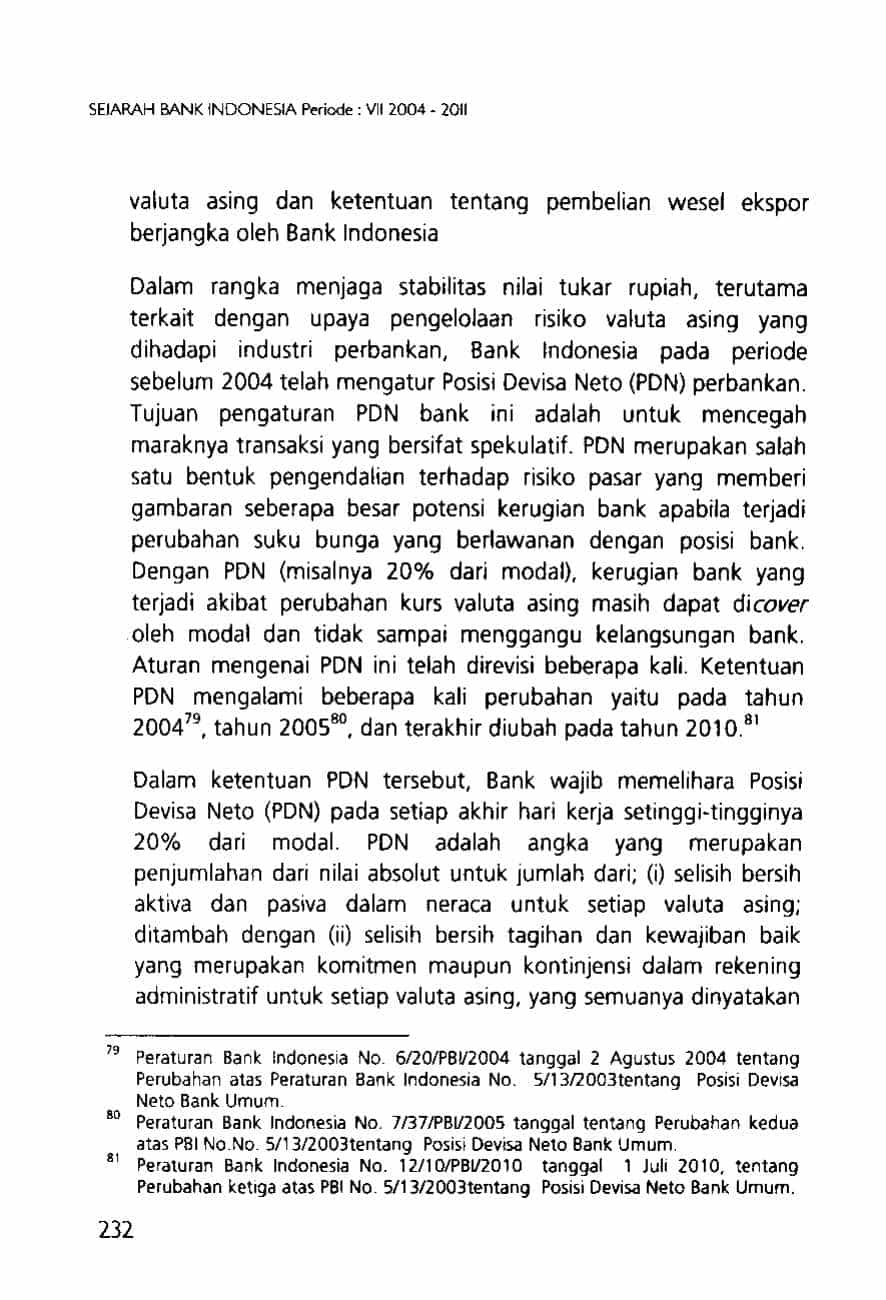 SEJARAH BANK INDONESIA Periode : VII 2004 - 2011
valuta asing dan ketentuan tentang pembelian wesel ekspor
berjangka oleh Bank Indonesia
Dalam rangka menjaga stabilitas nilai tukar rupiah, terutama
terkait dengan upaya pengelolaan risiko valuta asing yang
dihadapi industri perbankan, Bank Indonesia pada periode
sebelum 2004 telah mengatur Posisi Devisa Neto (PDN) perbankan.
Tujuan pengaturan PDN bank ini adalah untuk mencegah
maraknya transaksi yang bersifat spekulatif. PDN merupakan salah
satu bentuk pengendalian terhadap risiko pasar yang memberi
gambaran seberapa besar potensi kerugian bank apabila terjadi
perubahan suku bunga yang berlawanan dengan posisi bank.
Dengan PDN (misalnya 20% dari modal), kerugian bank yang
terjadi akibat perubahan kurs valuta asing masih dapat dicover
oleh modal dan tidak sampai menggangu kelangsungan bank.
Aturan mengenai PDN ini telah direvisi beberapa kali. Ketentuan
PDN mengalami beberapa kali perubahan yaitu pada tahun
2004⁷⁹, tahun 2005⁸⁰, dan terakhir diubah pada tahun 2010.⁸¹
Dalam ketentuan PDN tersebut, Bank wajib memelihara Posisi
Devisa Neto (PDN) pada setiap akhir hari kerja setinggi-tingginya
20% dari modal. PDN adalah angka yang merupakan
penjumlahan dari nilai absolut untuk jumlah dari; (i) selisih bersih
aktiva dan pasiva dalam neraca untuk setiap valuta asing;
ditambah dengan (ii) selisih bersih tagihan dan kewajiban baik
yang merupakan komitmen maupun kontinjensi dalam rekening
administratif untuk setiap valuta asing, yang semuanya dinyatakan
⁷⁹ Peraturan Bank Indonesia No. 6/20/PBI/2004 tanggal 2 Agustus 2004 tentang
Perubahan atas Peraturan Bank Indonesia No. 5/13/2003tentang Posisi Devisa
Neto Bank Umum.
⁸⁰ Peraturan Bank Indonesia No. 7/37/PBI/2005 tanggal tentang Perubahan kedua
atas PBI No.No. 5/13/2003tentang Posisi Devisa Neto Bank Umum.
⁸¹ Peraturan Bank Indonesia No. 12/10/PBI/2010 tanggal 1 Juli 2010, tentang
Perubahan ketiga atas PBI No. 5/13/2003tentang Posisi Devisa Neto Bank Umum.
232